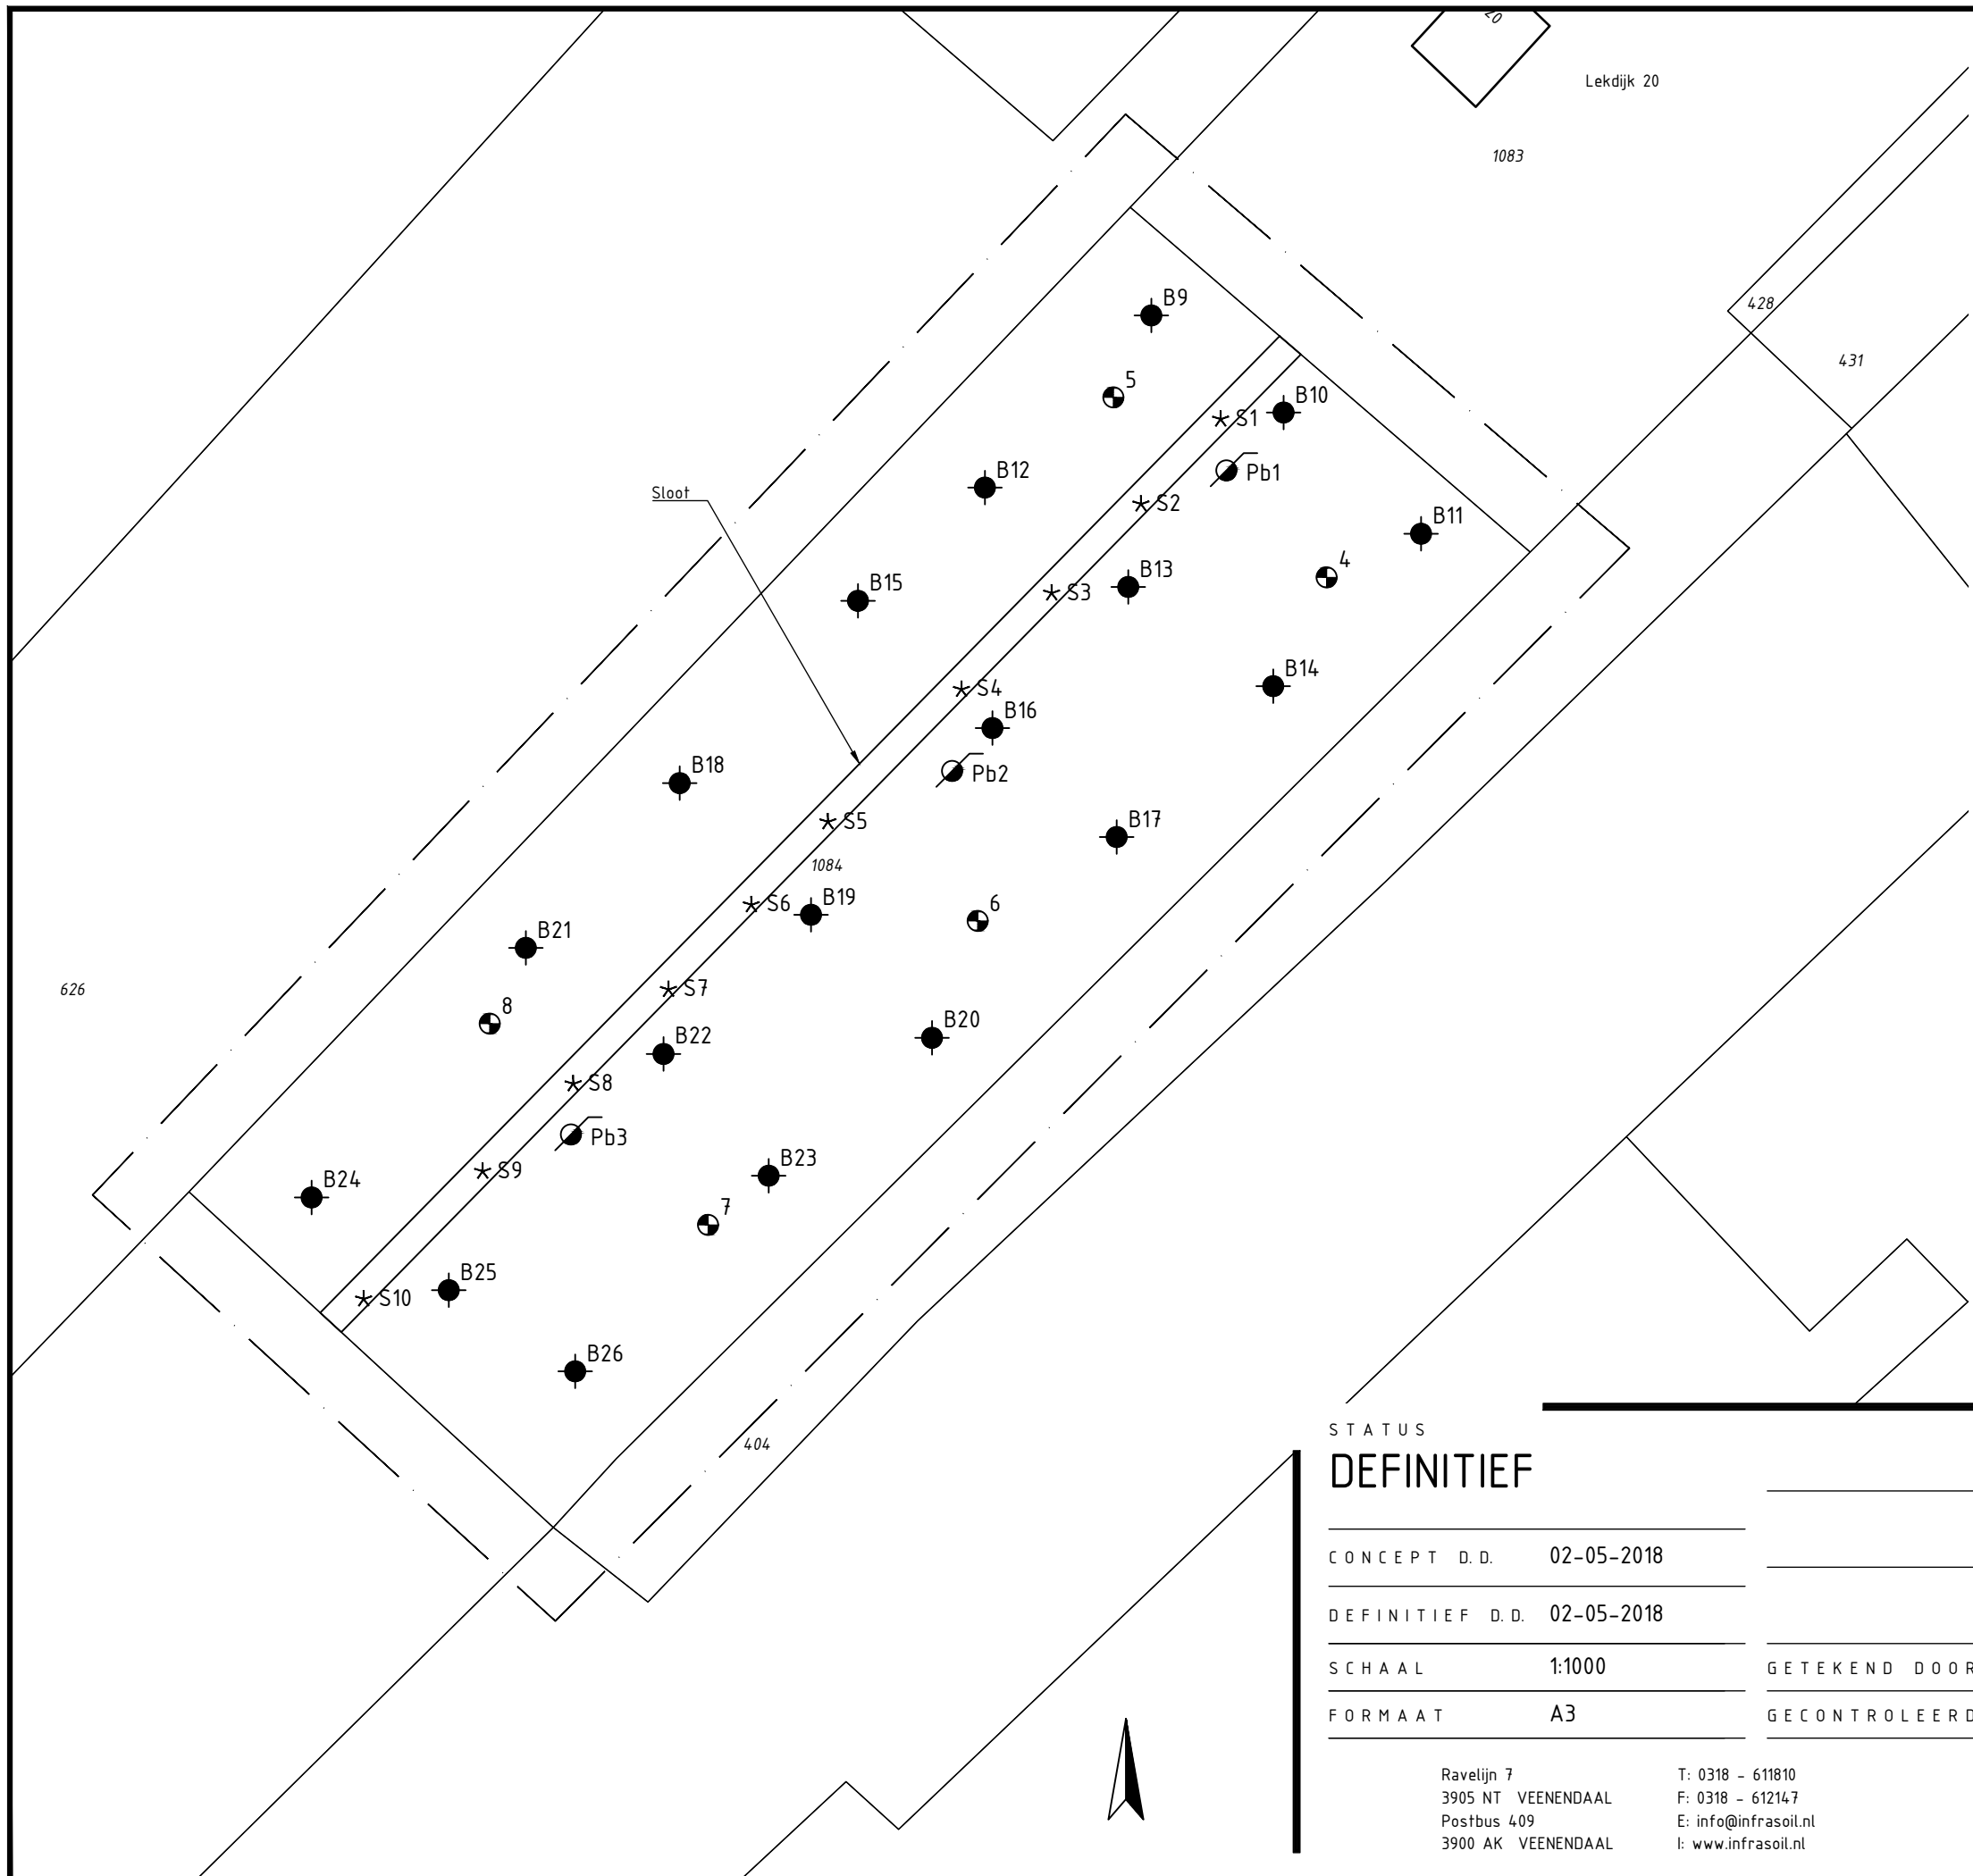 20
Lekdijk 20
1083
428
431
B9
5
B10
S1
Pb1
B12
S2
Sloot
B11
4
B13
S3
B15
B14
S4
B16
Pb2
B18
S5
B17
1084
S6
B19
6
B21
626
S7
8
B20
B22
S8
Pb3
B23
S9
B24
7
B25
S10
B26
404
STATUS
DEFINITIEF
CONCEPT D.D. 02-05-2018
DEFINITIEF D.D. 02-05-2018
SCHAAL 1:1000
GETEKEND DOOR
FORMAAT A3
GECONTROLEERD
Ravelijn 7
3905 NT VEENENDAAL
Postbus 409
3900 AK VEENENDAAL
T: 0318 - 611810
F: 0318 - 612147
E: info@infrasoil.nl
I: www.infrasoil.nl